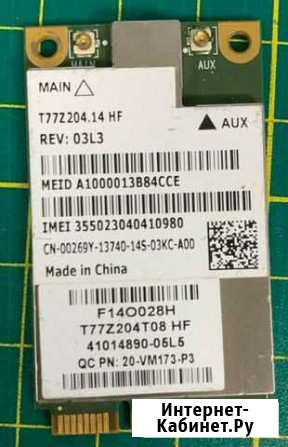 MAIN
AUX
MAIN △
T77Z204.14 HF
REV: 03L3
▲ AUX
MEID A1000013B84CCE
IMEI 355023040410980
CN-00269Y-13740-14S-03KC-A00
Made in China
F14O028H
T77Z204T08 HF
41014890-05L5
QC PN: 20-VM173-P3
Интернет-
Кабинет.Ру